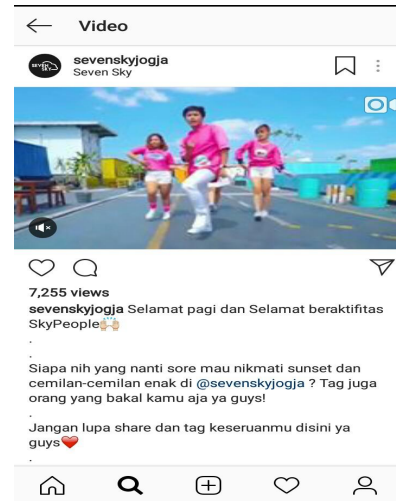 Video
sevenskyjogja
Seven Sky
7,255 views
sevenskyjogja Selamat pagi dan Selamat beraktifitas
SkyPeople🙌🏻
.
.
Siapa nih yang nanti sore mau nikmati sunset dan
cemilan-cemilan enak di @sevenskyjogja ? Tag juga
orang yang bakal kamu aja ya guys!
.
Jangan lupa share dan tag keseruanmu disini ya
guys❤️
.